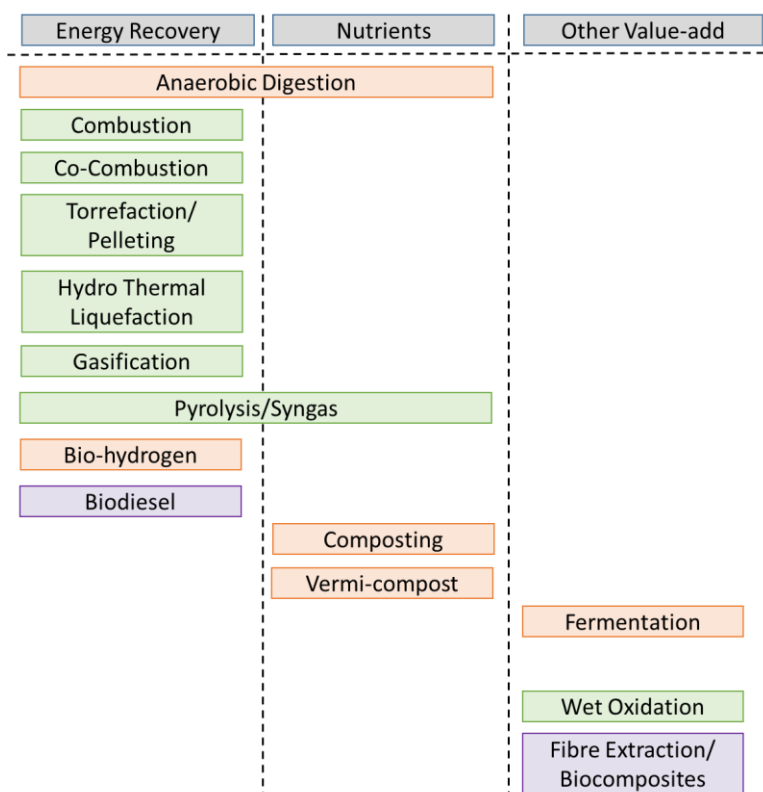 Energy Recovery
Nutrients
Other Value-add
Anaerobic Digestion
Combustion
Co-Combustion
Torrefaction/
Pelleting
Hydro Thermal
Liquefaction
Gasification
Pyrolysis/Syngas
Bio-hydrogen
Biodiesel
Composting
Vermi-compost
Fermentation
Wet Oxidation
Fibre Extraction/
Biocomposites